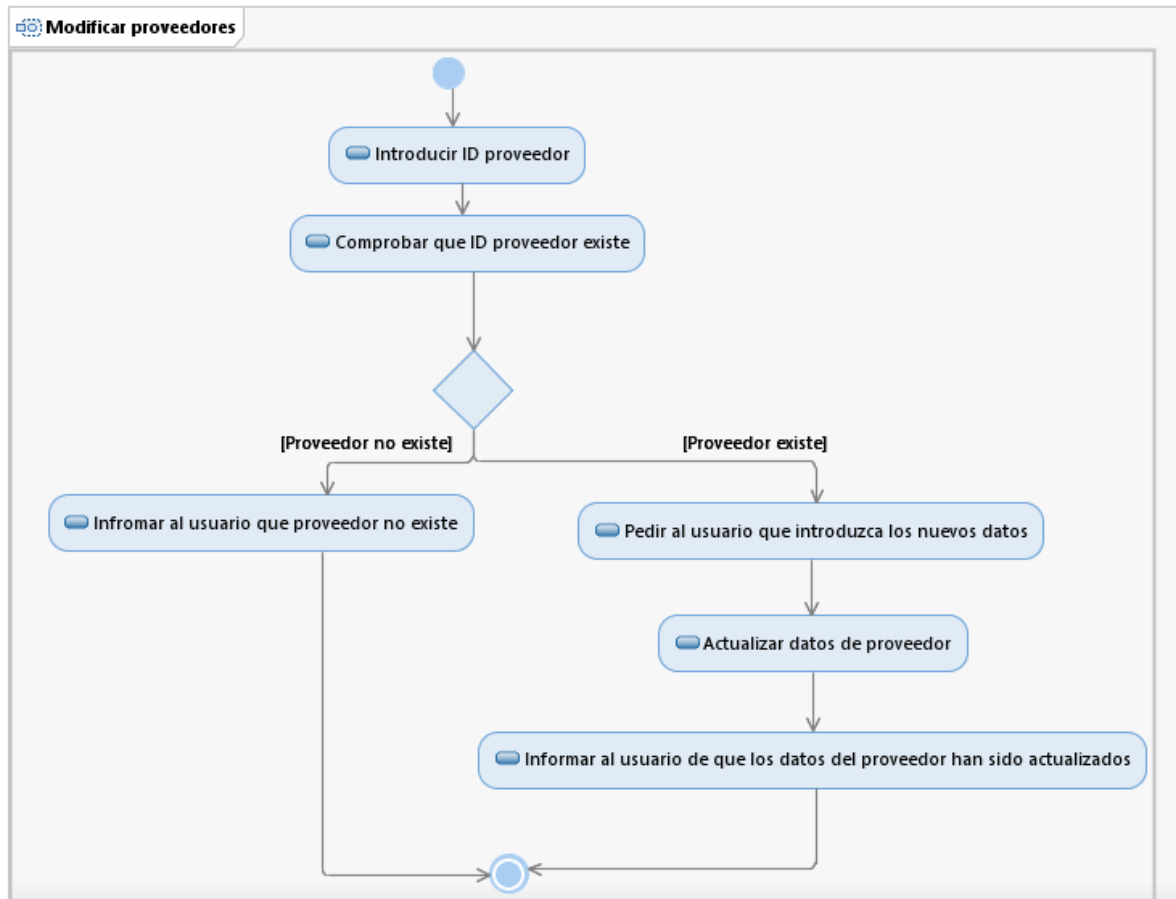 Modificar proveedores
Introducir ID proveedor
Comprobar que ID proveedor existe
[Proveedor no existe]
[Proveedor existe]
Infromar al usuario que proveedor no existe
Pedir al usuario que introduzca los nuevos datos
Actualizar datos de proveedor
Informar al usuario de que los datos del proveedor han sido actualizados